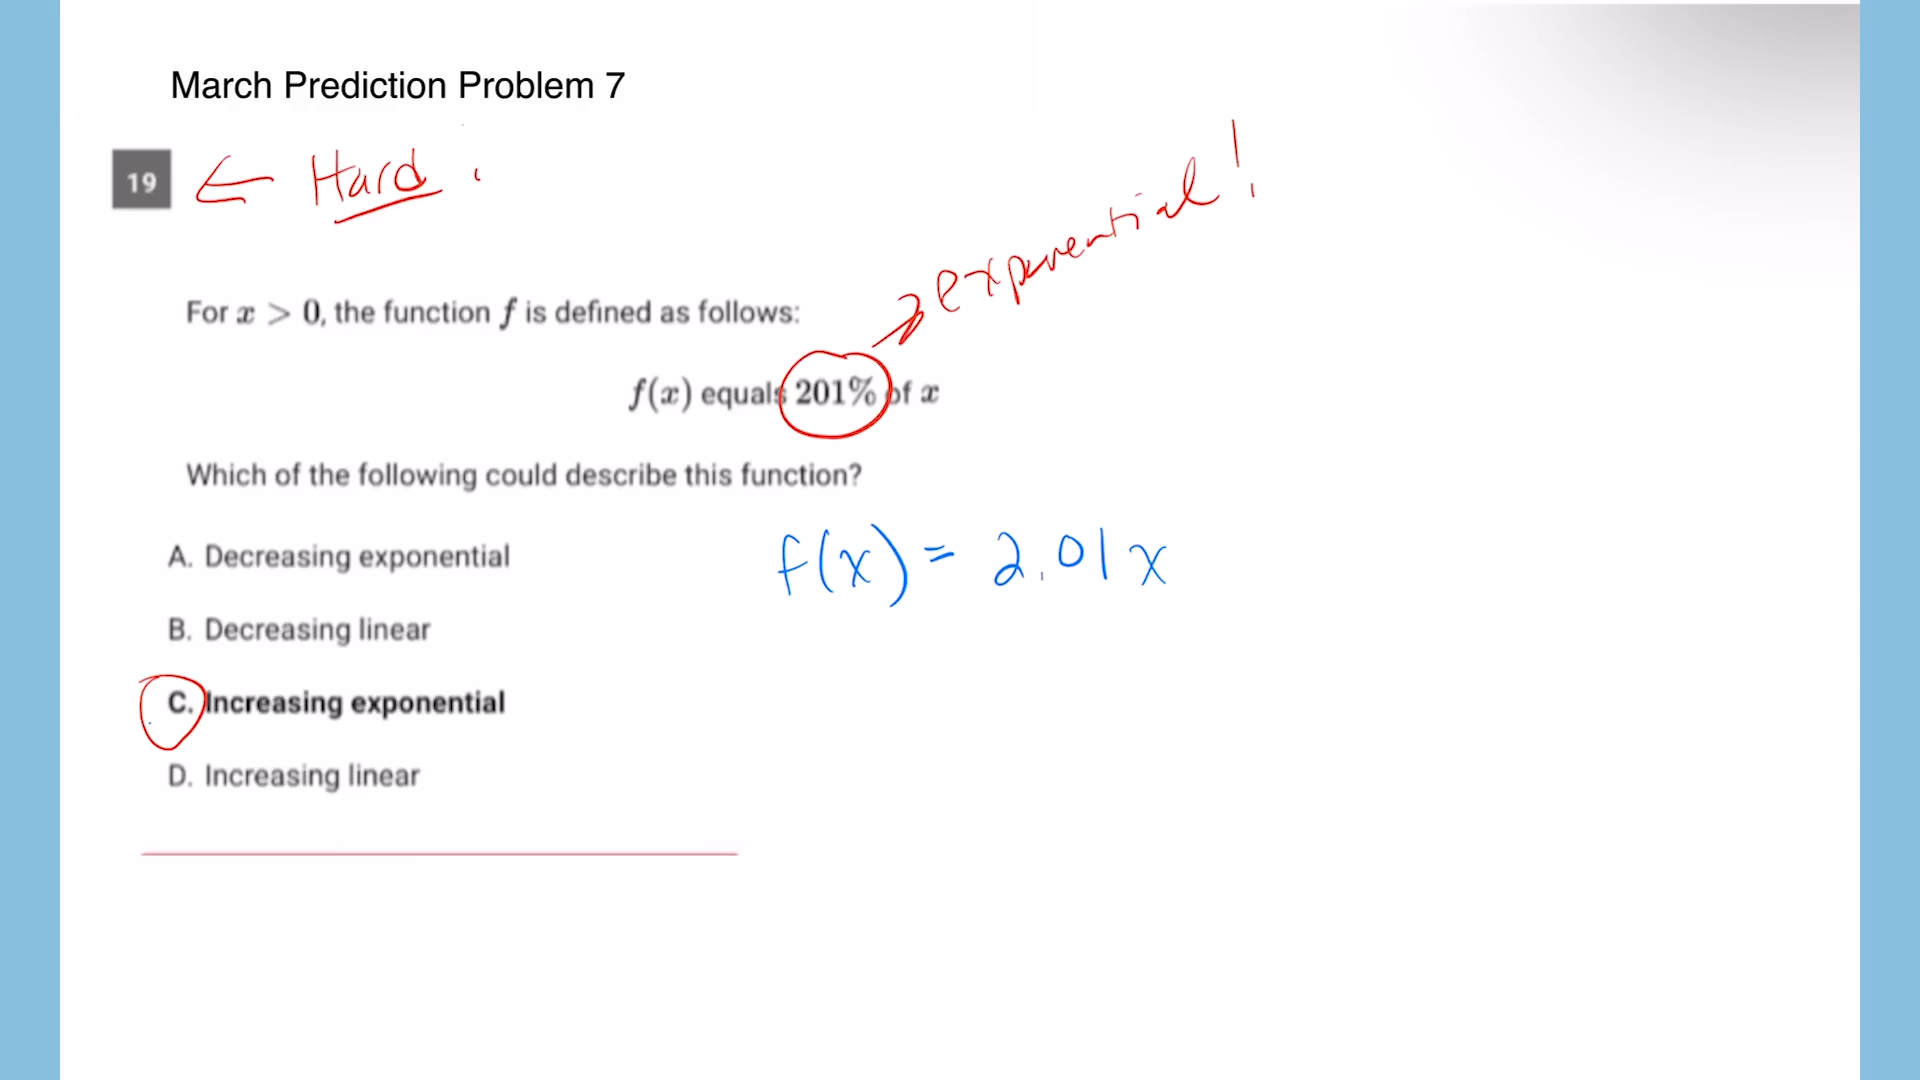 March Prediction Problem 7
19 ← Hard.
exponential!
For x > 0, the function f is defined as follows:
f(x) equals 201% of x
Which of the following could describe this function?
A. Decreasing exponential
f(x) = 2.01x
B. Decreasing linear
C. Increasing exponential
D. Increasing linear